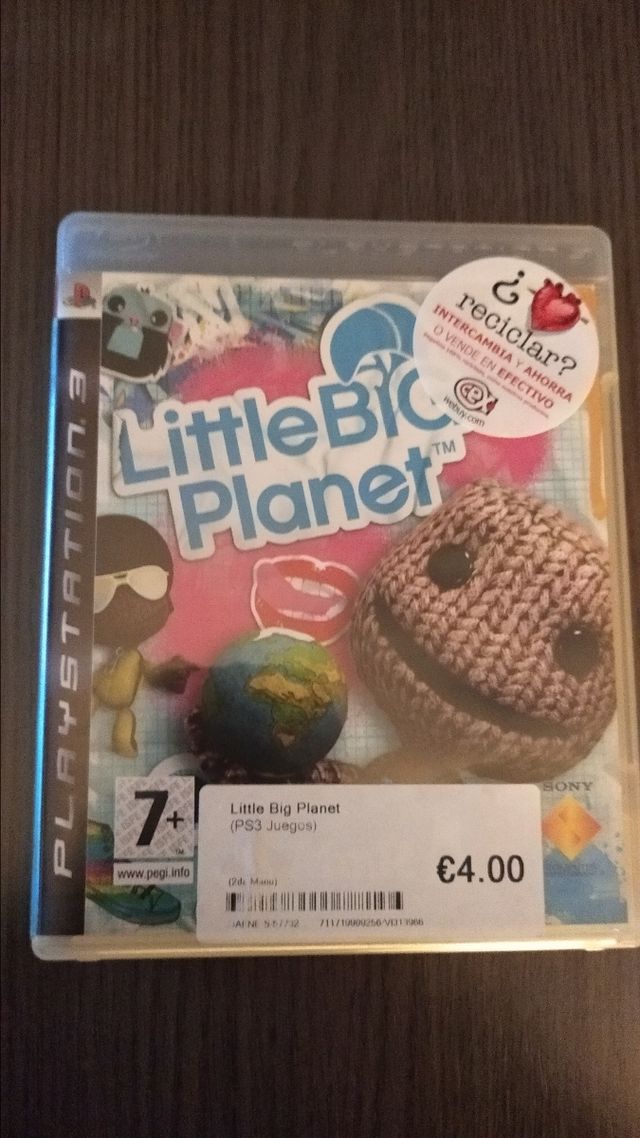 PLAYSTATION 3
¿
reciclar?
INTERCAMBIA Y AHORRA
O VENDE EN EFECTIVO
CeX
webuy.com
LittleBIG
Planet™
7+
www.pegi.info
SONY
Little Big Planet
(PS3 Juegos)
€4.00
(2da Mano)